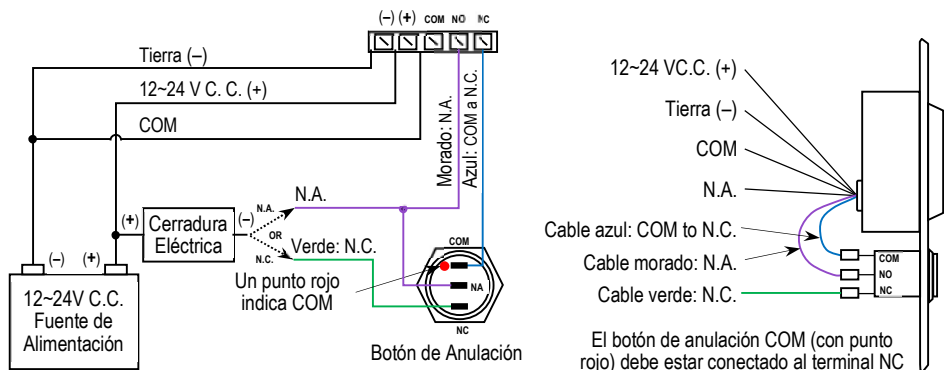 (–) (+) COM NO NC
Tierra (–)
12~24 V C. C. (+)
COM
Morado: N.A.
Azul: COM a N.C.
N.A.
N.A.
(+)
Cerradura
Eléctrica
(–)
OR
N.C.
Verde: N.C.
Un punto rojo
indica COM
COM
NA
NC
Botón de Anulación
(–) (+)
12~24V C.C.
Fuente de
Alimentación
12~24 VC.C. (+)
Tierra (–)
COM
N.A.
Cable azul: COM to N.C.
Cable morado: N.A.
Cable verde: N.C.
COM
NO
NC
El botón de anulación COM (con punto
rojo) debe estar conectado al terminal NC